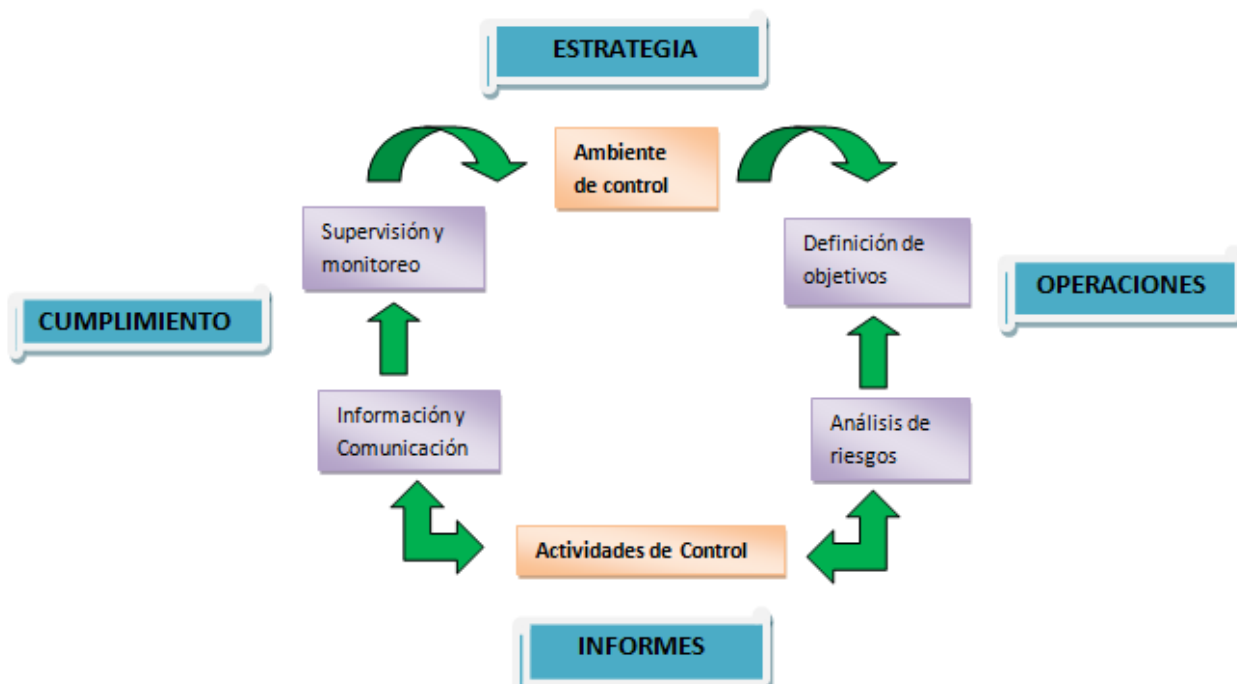 ESTRATEGIA
Ambiente
de control
Supervisión y
monitoreo
Definición de
objetivos
CUMPLIMIENTO
OPERACIONES
Información y
Comunicación
Análisis de
riesgos
Actividades de Control
INFORMES